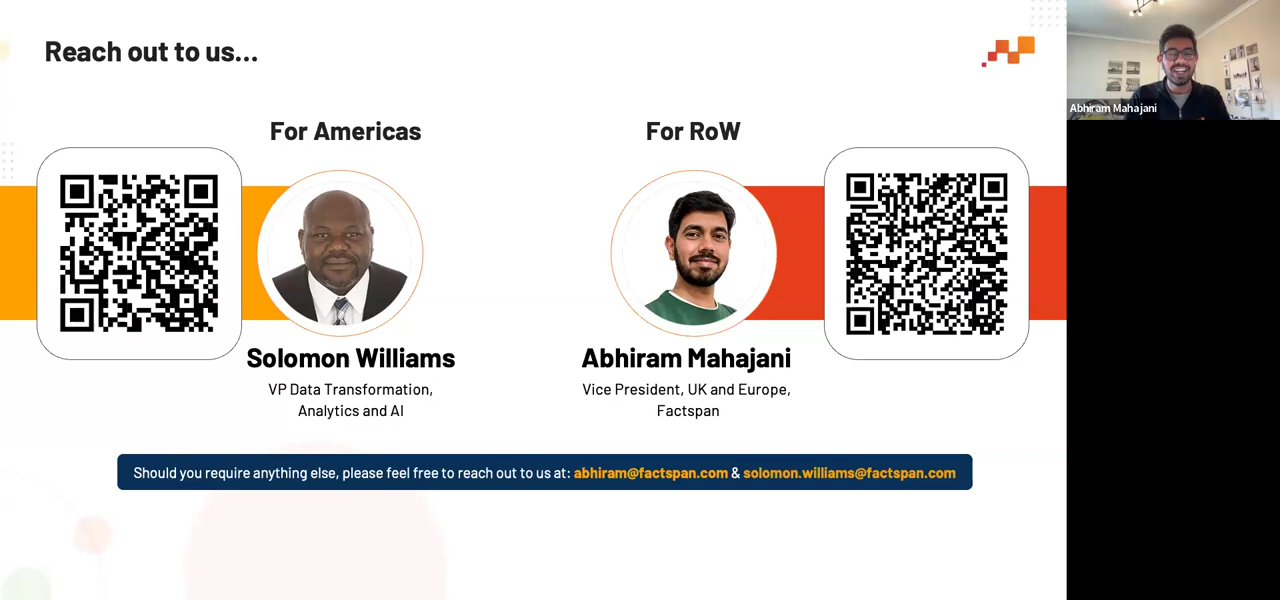 Reach out to us...
For Americas
For RoW
Abhiram Mahajani
Solomon Williams
VP Data Transformation,
Analytics and AI
Abhiram Mahajani
Vice President, UK and Europe,
Factspan
Should you require anything else, please feel free to reach out to us at: abhiram@factspan.com & solomon.williams@factspan.com